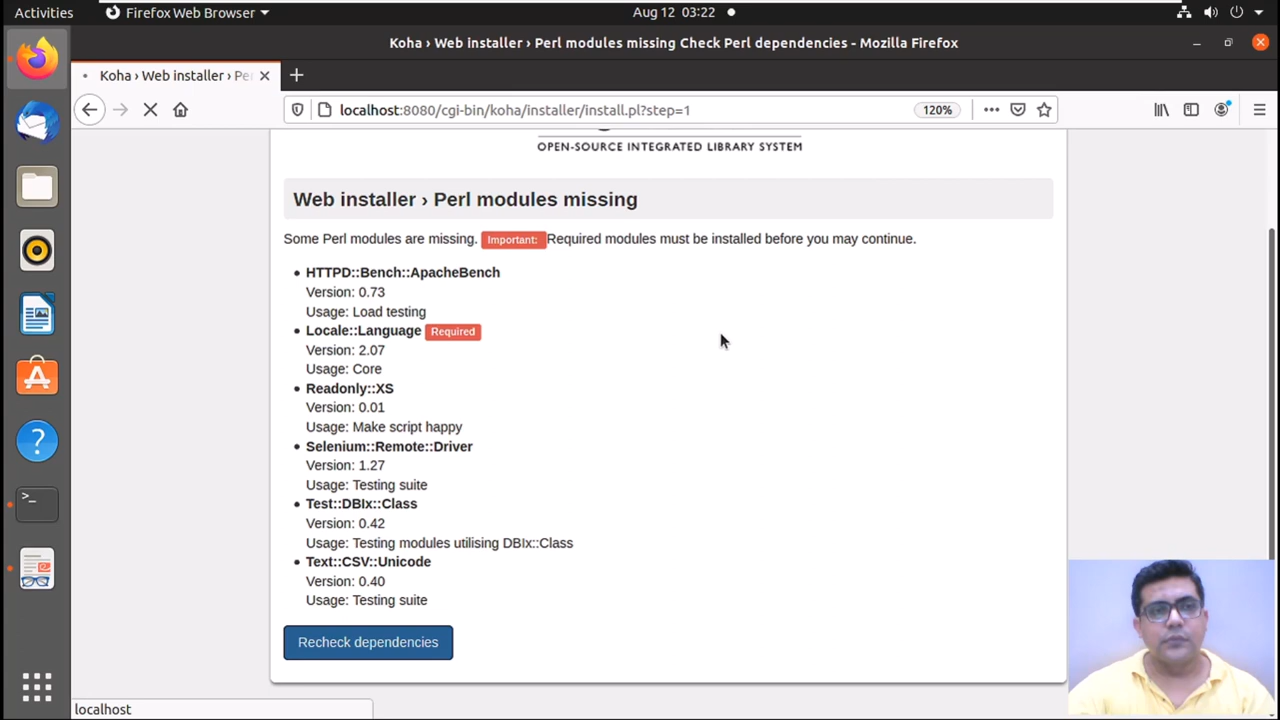 Activities
Firefox Web Browser
Aug 12 03:22
Koha › Web installer › Perl modules missing Check Perl dependencies - Mozilla Firefox
Koha › Web installer › Pe
localhost:8080/cgi-bin/koha/installer/install.pl?step=1
120%
OPEN-SOURCE INTEGRATED LIBRARY SYSTEM
Web installer › Perl modules missing
Some Perl modules are missing. Important: Required modules must be installed before you may continue.
HTTPD::Bench::ApacheBench
Version: 0.73
Usage: Load testing
Locale::Language Required
Version: 2.07
Usage: Core
Readonly::XS
Version: 0.01
Usage: Make script happy
Selenium::Remote::Driver
Version: 1.27
Usage: Testing suite
Test::DBIx::Class
Version: 0.42
Usage: Testing modules utilising DBIx::Class
Text::CSV::Unicode
Version: 0.40
Usage: Testing suite
Recheck dependencies
localhost